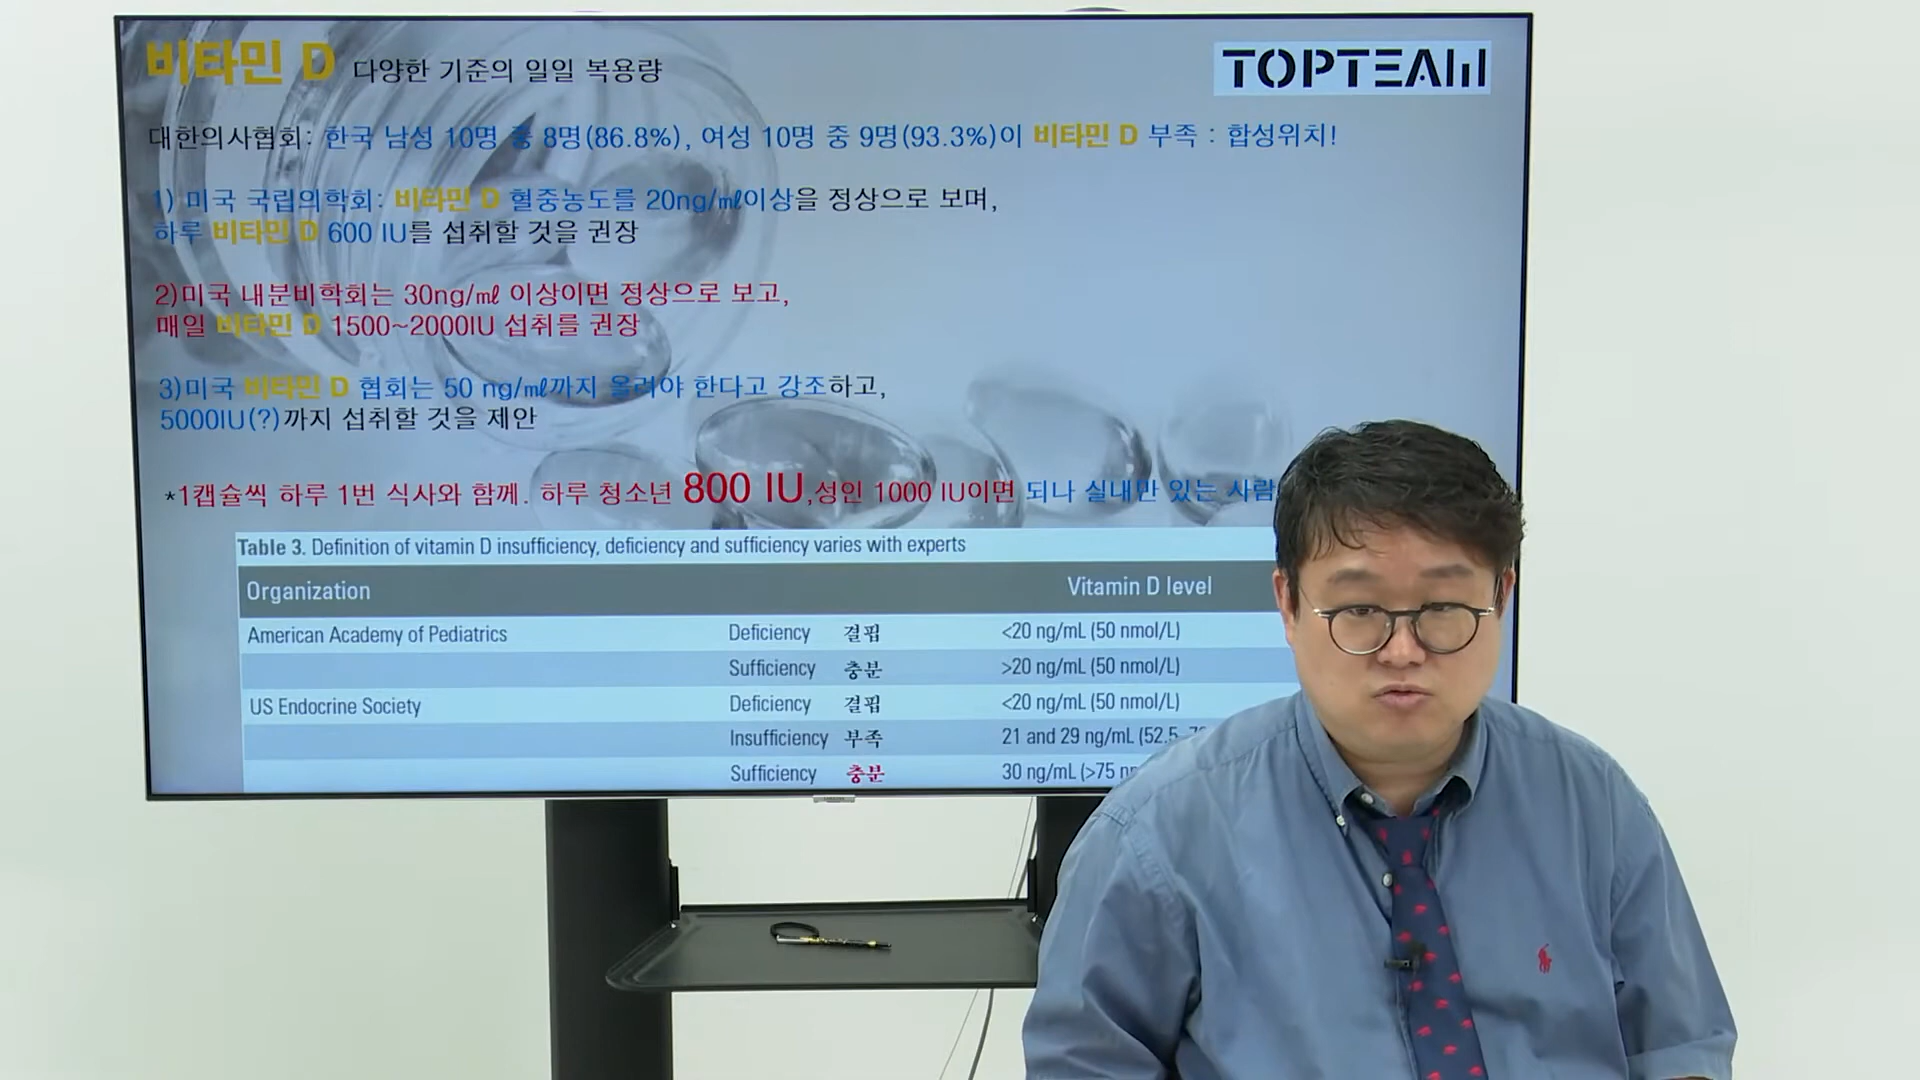 비타민 D 다양한 기준의 일일 복용량
TOPTEAM
대한의사협회: 한국 남성 10명 중 8명(86.8%), 여성 10명 중 9명(93.3%)이 비타민 D 부족 : 합성위치!
1) 미국 국립의학회: 비타민 D 혈중농도를 20ng/㎖이상을 정상으로 보며,
하루 비타민 D 600 IU를 섭취할 것을 권장
2)미국 내분비학회는 30ng/㎖ 이상이면 정상으로 보고,
매일 비타민 D 1500~2000IU 섭취를 권장
3)미국 비타민 D 협회는 50 ng/㎖까지 올려야 한다고 강조하고,
5000IU(?)까지 섭취할 것을 제안
*1캡슐씩 하루 1번 식사와 함께. 하루 청소년 800 IU,성인 1000 IU이면 되나 실내만 있는 사람
Table 3. Definition of vitamin D insufficiency, deficiency and sufficiency varies with experts
Organization Vitamin D level
American Academy of Pediatrics Deficiency 결핍 <20 ng/mL (50 nmol/L)
Sufficiency 충분 >20 ng/mL (50 nmol/L)
US Endocrine Society Deficiency 결핍 <20 ng/mL (50 nmol/L)
Insufficiency 부족 21 and 29 ng/mL (52.5
Sufficiency 충분 30 ng/mL (>75